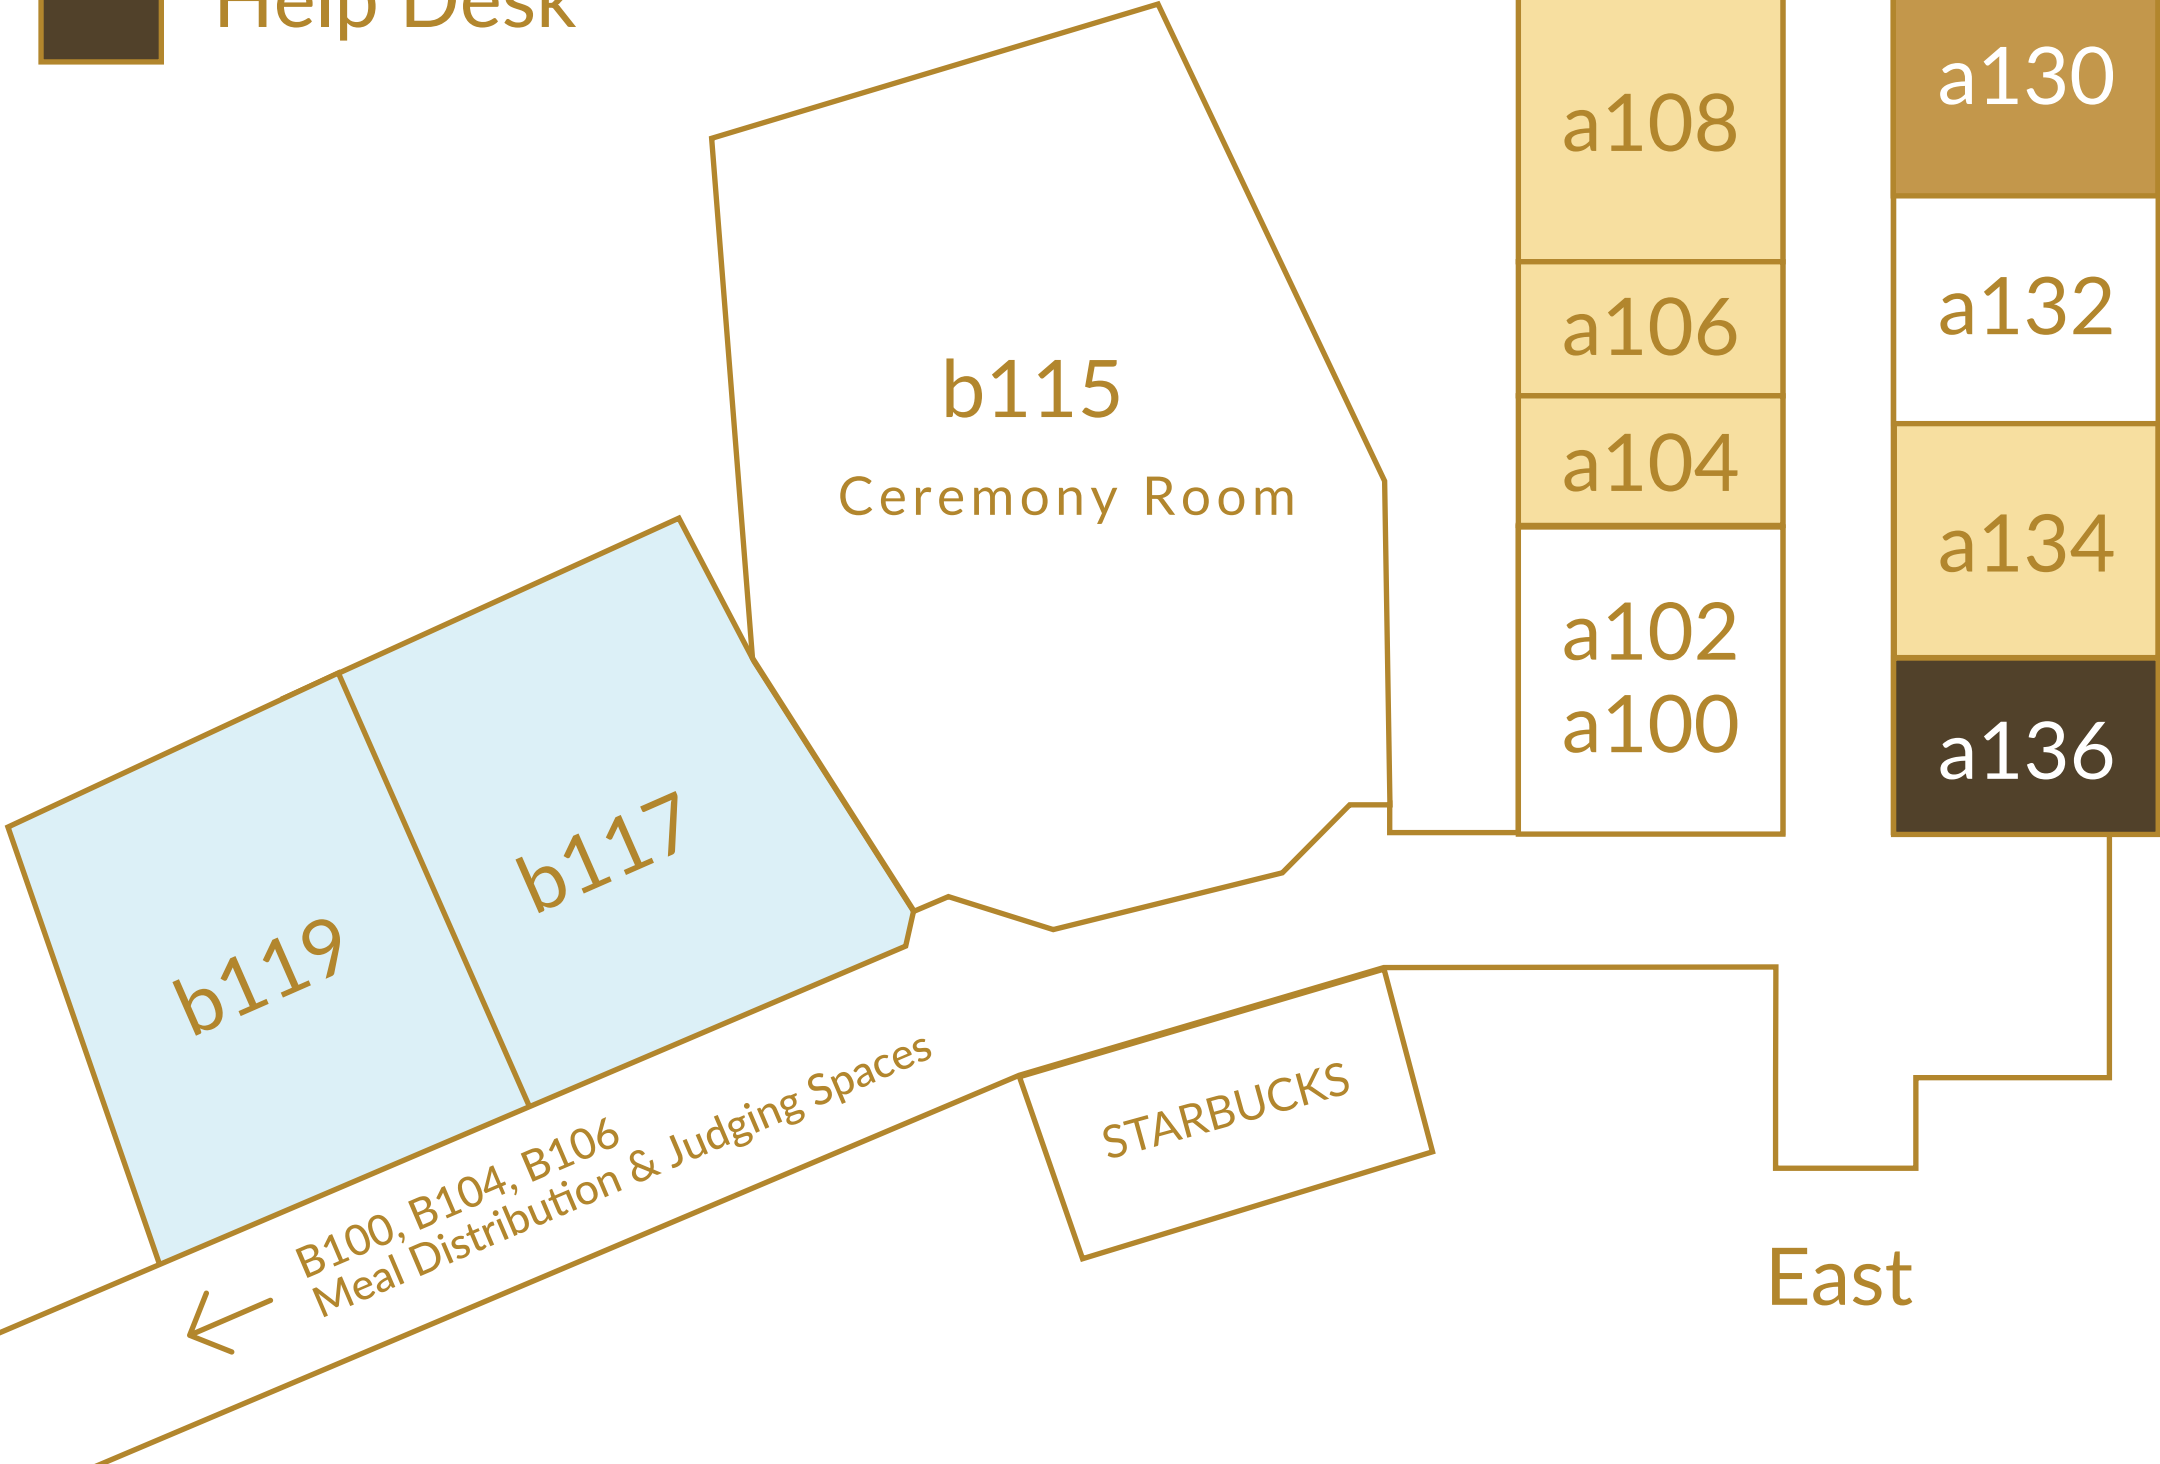 Help Desk
a108
a130
a106
a132
b115
Ceremony Room
a104
a134
a102
a100
a136
b117
b119
B100, B104, B106
Meal Distribution & Judging Spaces
STARBUCKS
East